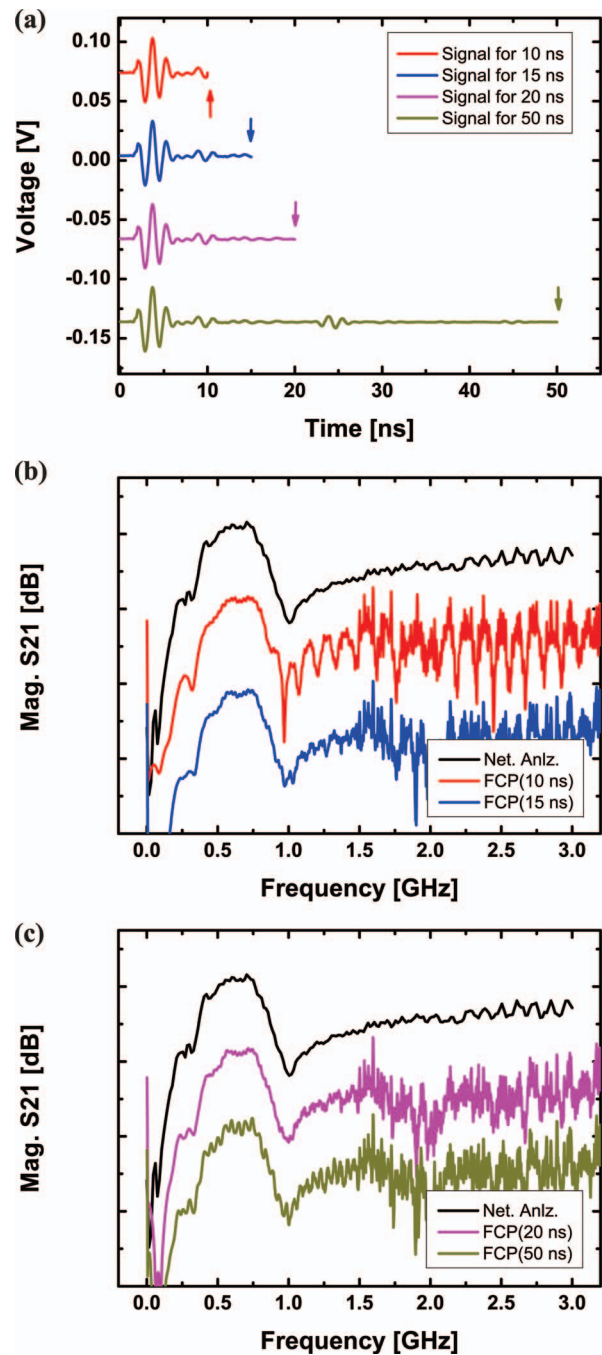 (a)
0.10
0.05
0.00
-0.05
-0.10
-0.15
Voltage [V]
Signal for 10 ns
Signal for 15 ns
Signal for 20 ns
Signal for 50 ns
0 10 20 30 40 50
Time [ns]
(b)
Mag. S21 [dB]
Net. Anlz.
FCP(10 ns)
FCP(15 ns)
0.0 0.5 1.0 1.5 2.0 2.5 3.0
Frequency [GHz]
(c)
Mag. S21 [dB]
Net. Anlz.
FCP(20 ns)
FCP(50 ns)
0.0 0.5 1.0 1.5 2.0 2.5 3.0
Frequency [GHz]